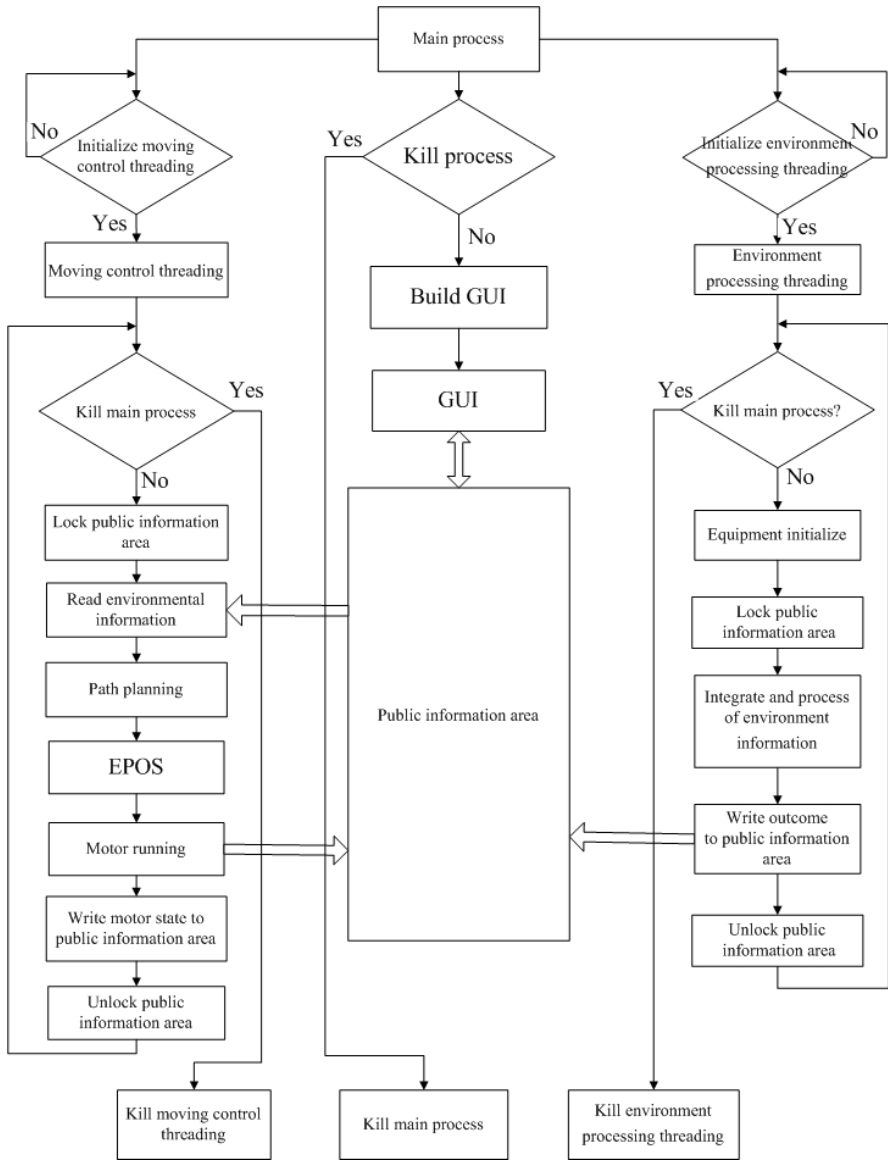 Main process
No
Initialize moving
control threading
Yes
Kill process
Initialize environment
processing threading
No
Yes
Moving control threading
No
Build GUI
Yes
Environment
processing threading
Kill main process
Yes
GUI
Yes
Kill main process?
No
No
Lock public information
area
Read environmental
information
Path planning
EPOS
Motor running
Write motor state to
public information area
Unlock public
information area
Public information area
Equipment initialize
Lock public
information area
Integrate and process
of environment
information
Write outcome
to public information
area
Unlock public
information area
Kill moving control
threading
Kill main process
Kill environment
processing threading